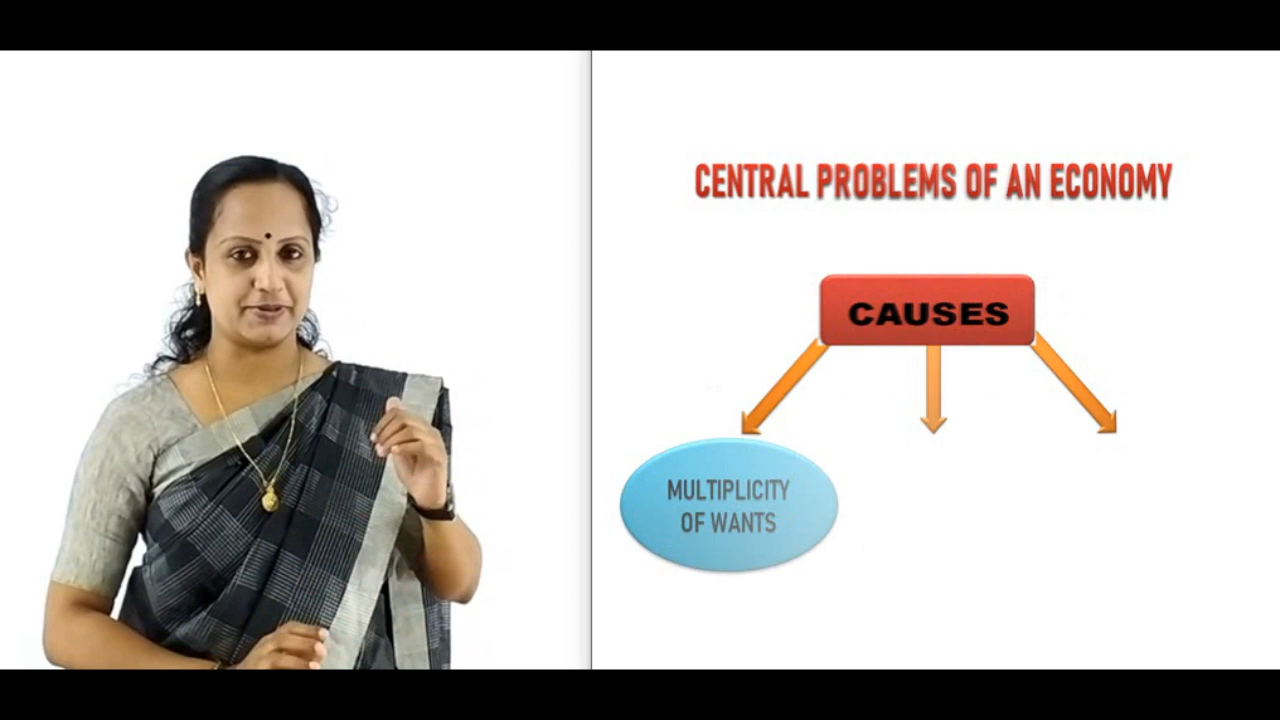 CENTRAL PROBLEMS OF AN ECONOMY
CAUSES
MULTIPLICITY
OF WANTS